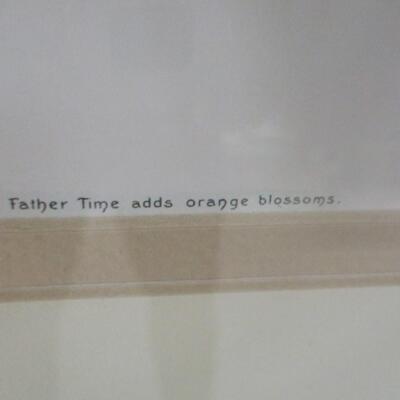 Father Time adds orange blossoms.